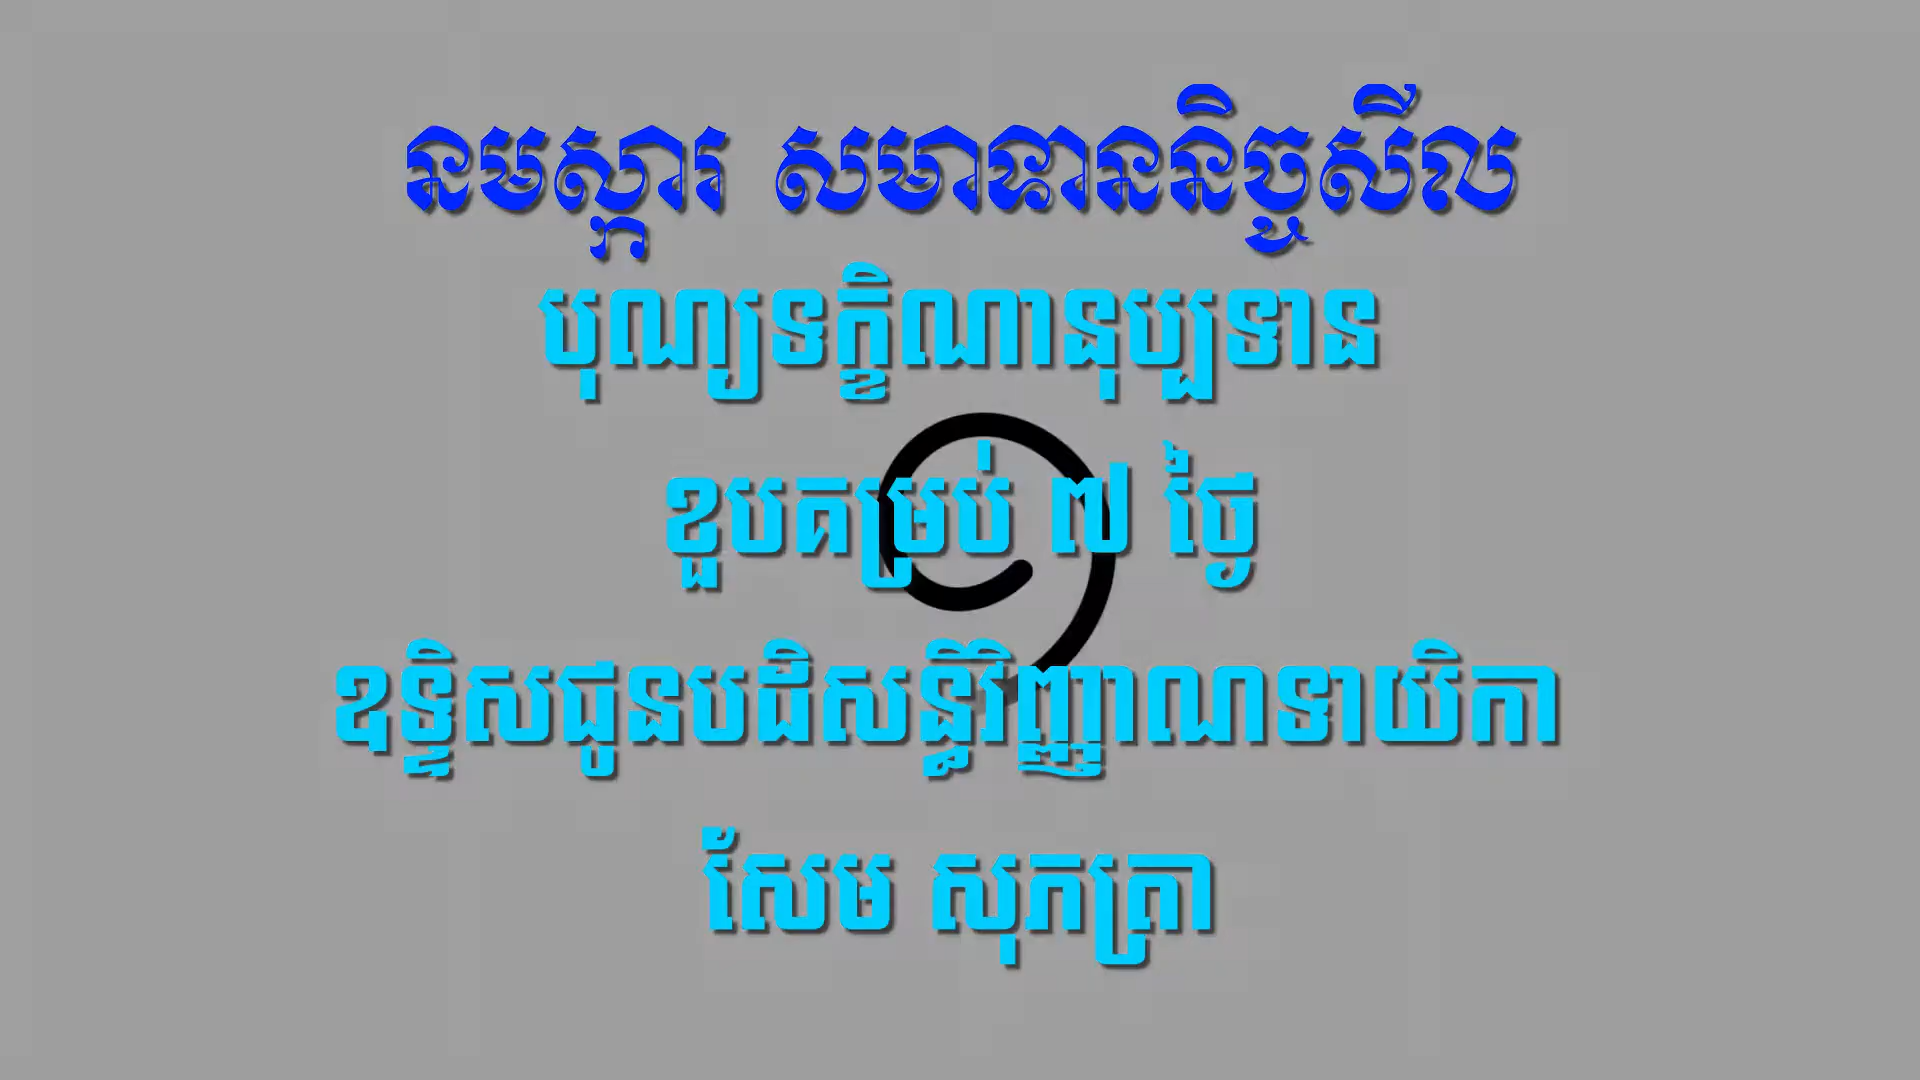 នមស្ការ សមាទាននិច្ចសីល
បុណ្យទក្ខិណានុប្បទាន
ខួបគម្រប់ ៧ ថ្ងៃ
ឧទ្ទិសជូនបដិសន្ធិវិញ្ញាណទាយិកា
សែម សុភត្រា